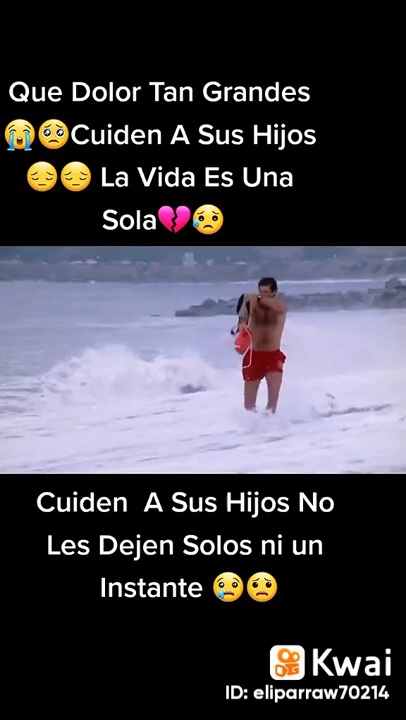 Que Dolor Tan Grandes
😭🥺Cuiden A Sus Hijos
😔😔 La Vida Es Una
Sola💔😥
Cuiden  A Sus Hijos No
Les Dejen Solos ni un
Instante 😢😟
Kwai
ID: eliparraw70214